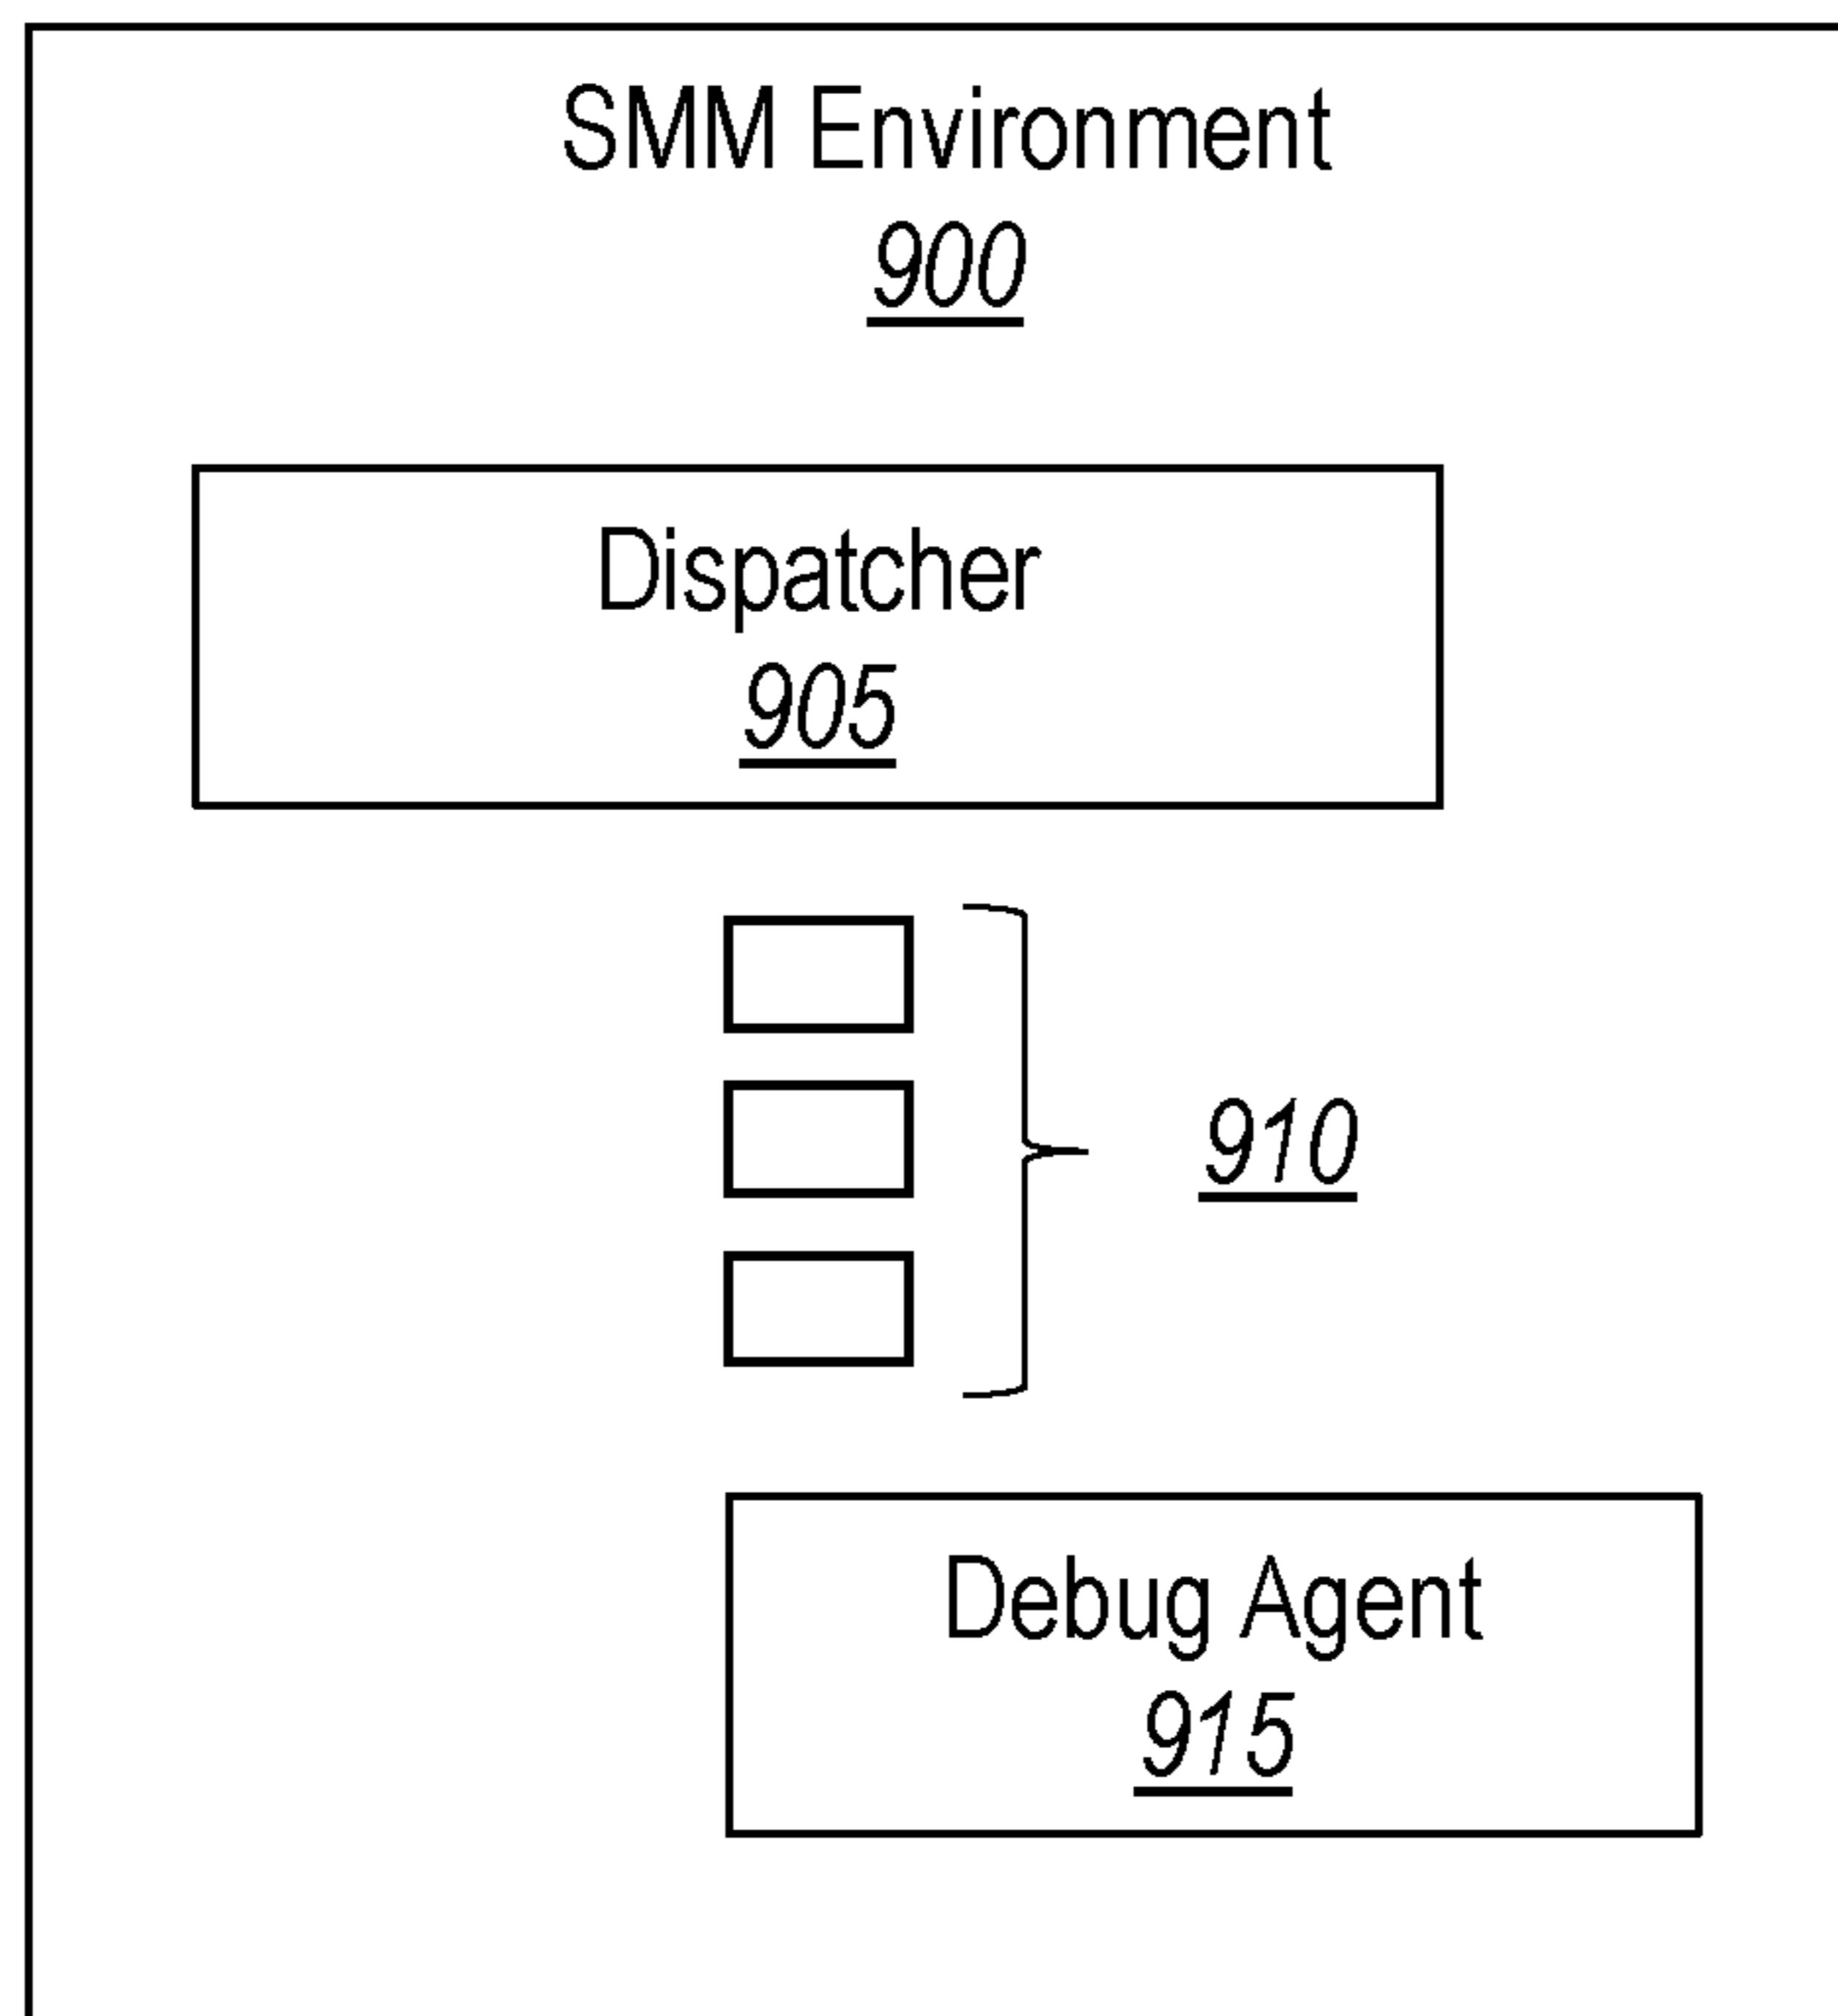 SMM Environment
900
Dispatcher
905
910
Debug Agent
915